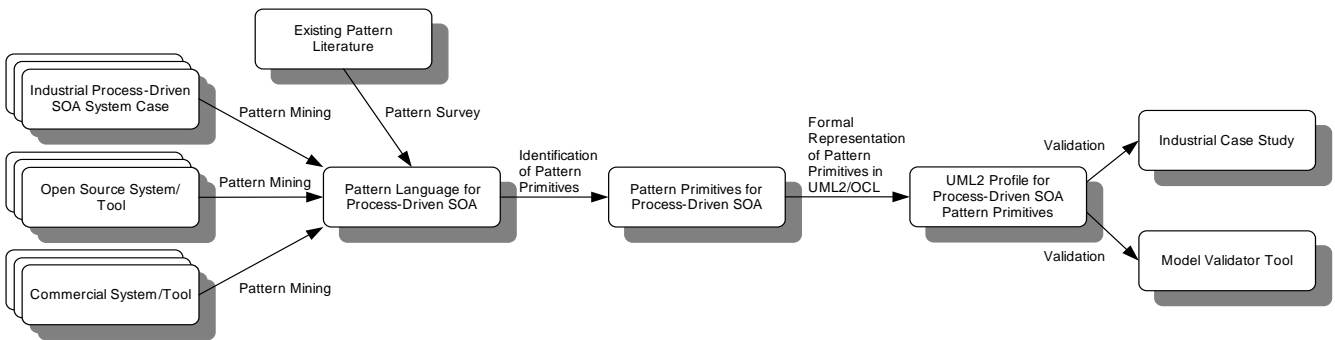 Existing Pattern
Literature
Industrial Process-Driven
SOA System Case
Pattern Mining
Pattern Survey
Open Source System/
Tool
Pattern Mining
Commercial System/Tool
Pattern Mining
Pattern Language for
Process-Driven SOA
Identification
of Pattern
Primitives
Pattern Primitives for
Process-Driven SOA
Formal
Representation
of Pattern
Primitives in
UML2/OCL
UML2 Profile for
Process-Driven SOA
Pattern Primitives
Validation
Industrial Case Study
Validation
Model Validator Tool